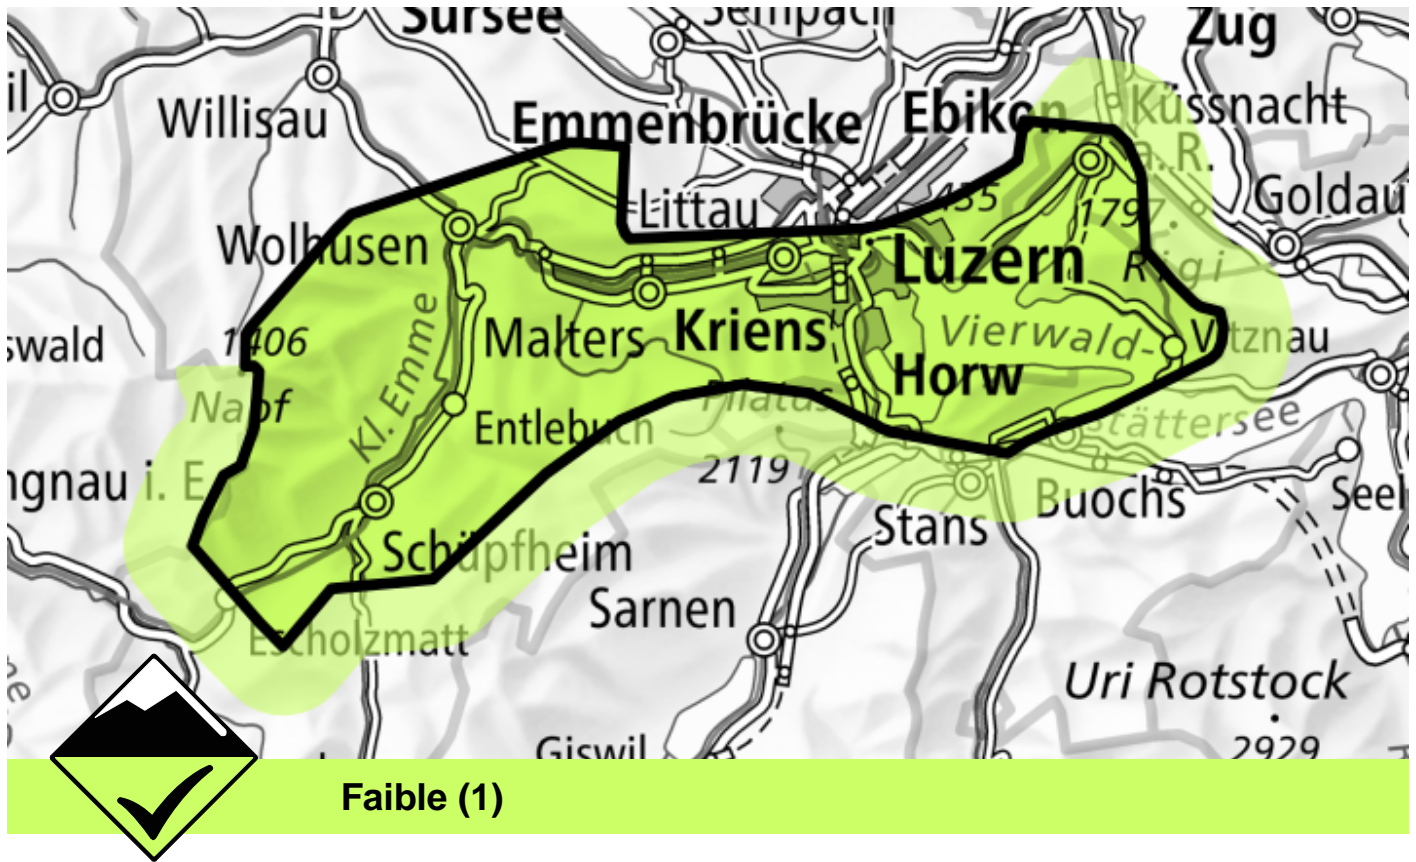 Sursee
Sempach
Zug
il
Willisau
Emmenbrücke
Ebikon
Küssnacht
a. R.
Littau
435
1797
Goldau
Wolhusen
Luzern
Rigi
swald
1406
Malters
Kriens
Vierwald-
Vitznau
Kl. Emme
Napf
Horw
Pilatus
stättersee
Entlebuch
2119
ngnau i. E.
Buochs
Seel
Stans
Schüpfheim
Sarnen
Escholzmatt
Uri Rotstock
Giswil
2929
Faible (1)